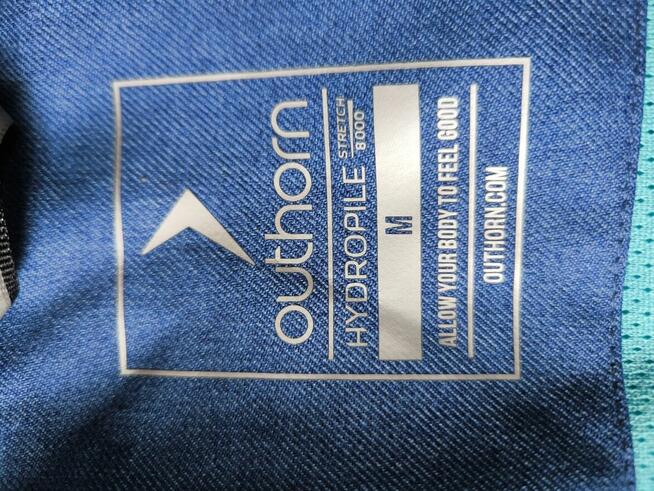 outhorn
HYDROPILE STRETCH 8000
M
ALLOW YOUR BODY TO FEEL GOOD
OUTHORN.COM